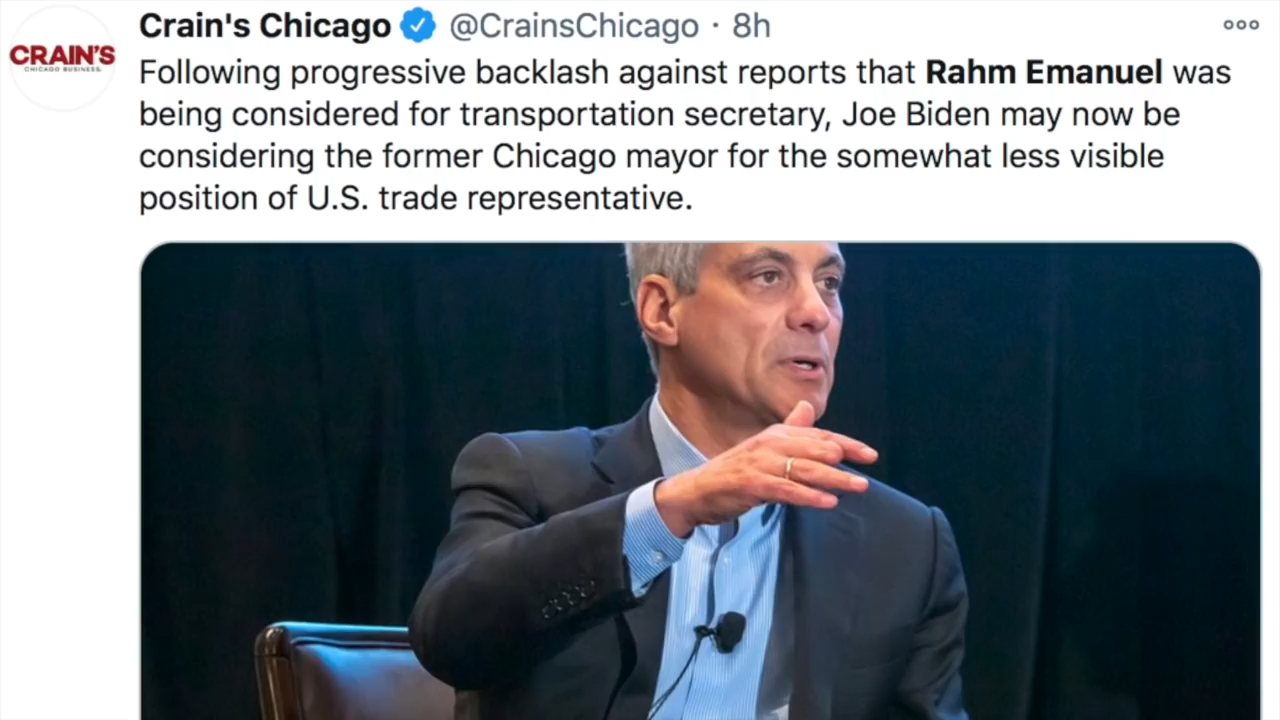 Crain's Chicago @CrainsChicago · 8h
CRAIN'S
CHICAGO BUSINESS.
Following progressive backlash against reports that Rahm Emanuel was
being considered for transportation secretary, Joe Biden may now be
considering the former Chicago mayor for the somewhat less visible
position of U.S. trade representative.